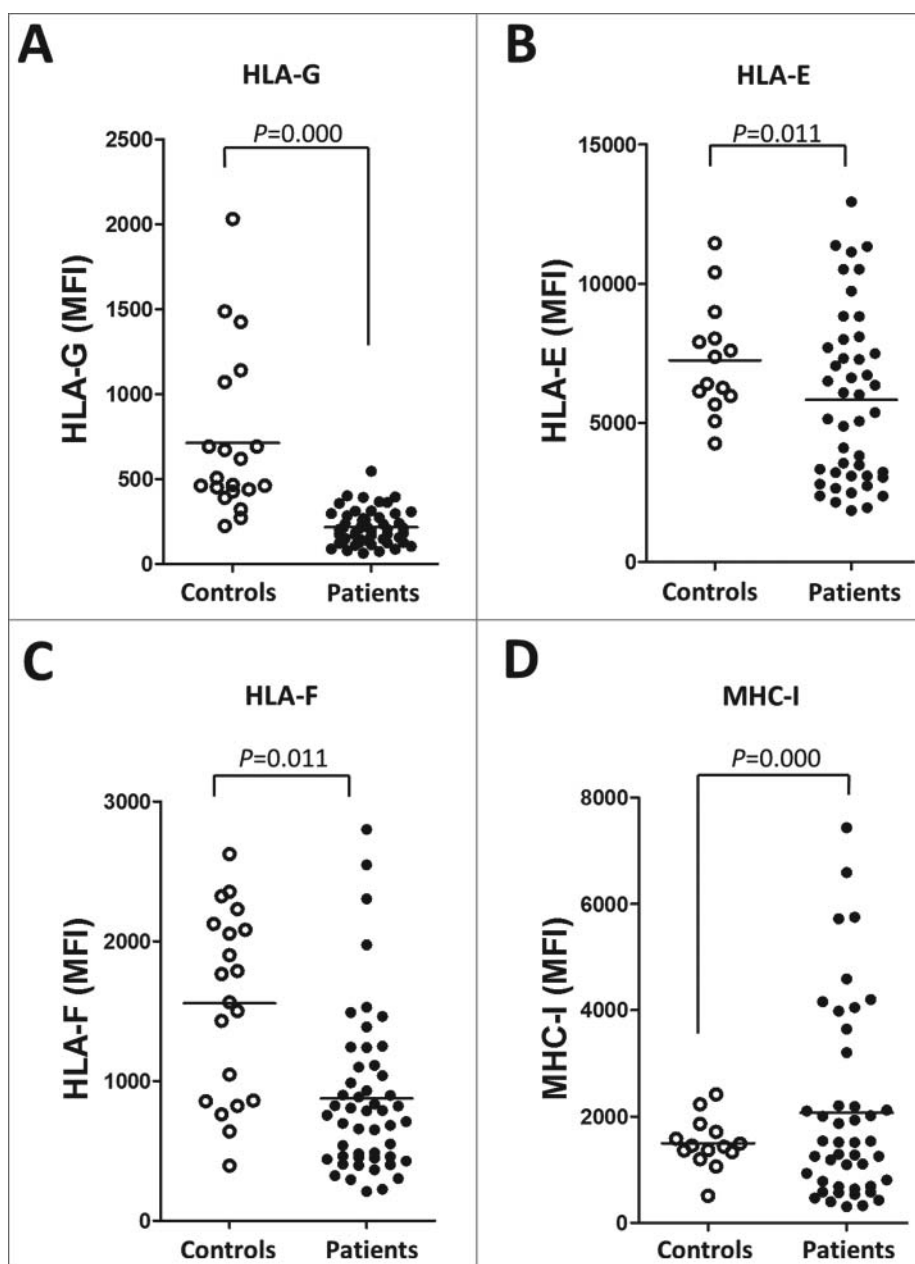 A
HLA-G
P=0.000
HLA-G (MFI)
2500
2000
1500
1000
500
0
Controls Patients
B
HLA-E
P=0.011
HLA-E (MFI)
15000
10000
5000
0
Controls Patients
C
HLA-F
P=0.011
HLA-F (MFI)
3000
2000
1000
0
Controls Patients
D
MHC-I
P=0.000
MHC-I (MFI)
8000
6000
4000
2000
0
Controls Patients